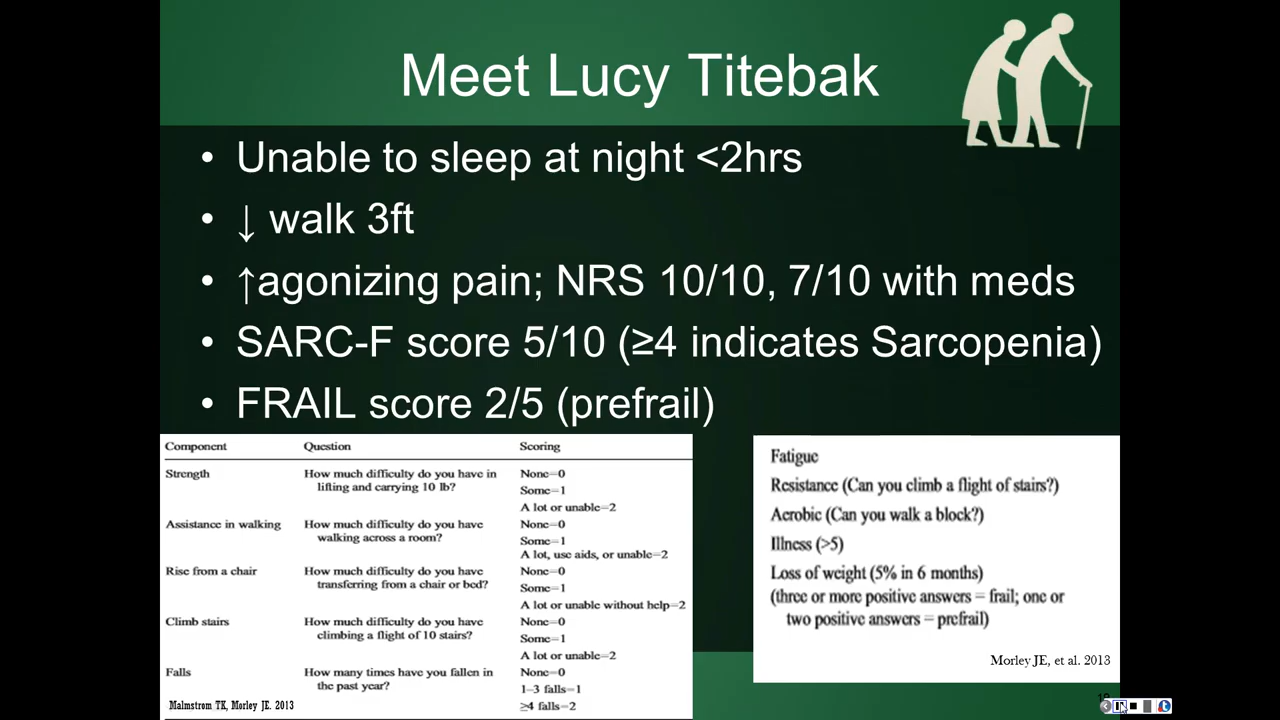 Meet Lucy Titebak
• Unable to sleep at night <2hrs
• ↓ walk 3ft
• ↑agonizing pain; NRS 10/10, 7/10 with meds
• SARC-F score 5/10 (≥4 indicates Sarcopenia)
• FRAIL score 2/5 (prefrail)
Component Question Scoring
Strength How much difficulty do you have in None=0
lifting and carrying 10 lb? Some=1
A lot or unable=2
Assistance in walking How much difficulty do you have None=0
walking across a room? Some=1
A lot, use aids, or unable=2
Rise from a chair How much difficulty do you have None=0
transferring from a chair or bed? Some=1
A lot or unable without help=2
Climb stairs How much difficulty do you have None=0
climbing a flight of 10 stairs? Some=1
A lot or unable=2
Falls How many times have you fallen in None=0
the past year? 1–3 falls=1
≥4 falls=2
Malmstrom TK, Morley JE. 2013
Fatigue
Resistance (Can you climb a flight of stairs?)
Aerobic (Can you walk a block?)
Illness (>5)
Loss of weight (5% in 6 months)
(three or more positive answers = frail; one or
two positive answers = prefrail)
Morley JE, et al. 2013